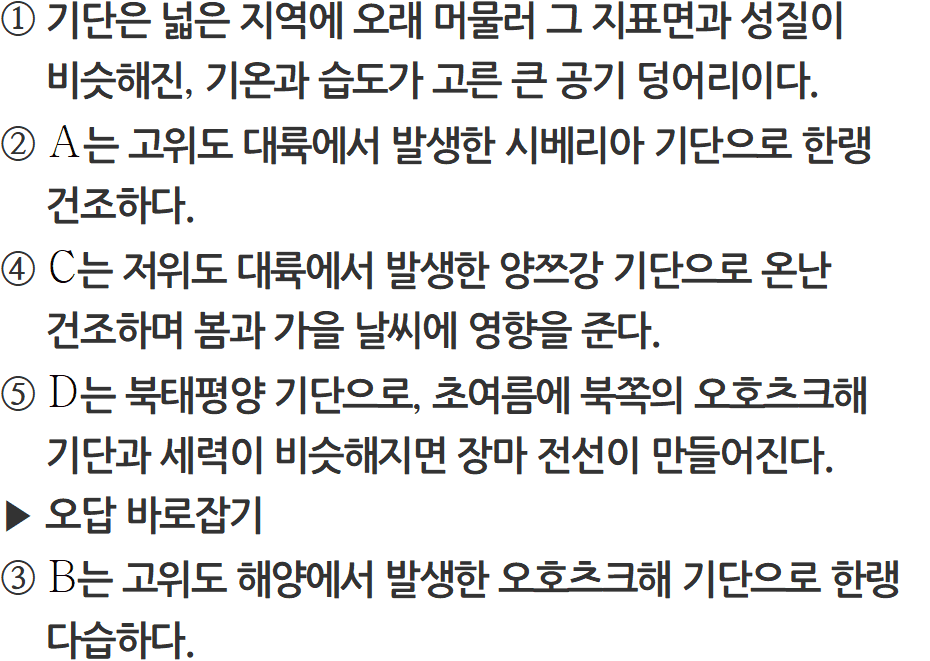 ① 기단은 넓은 지역에 오래 머물러 그 지표면과 성질이
비슷해진, 기온과 습도가 고른 큰 공기 덩어리이다.
② A는 고위도 대륙에서 발생한 시베리아 기단으로 한랭
건조하다.
④ C는 저위도 대륙에서 발생한 양쯔강 기단으로 온난
건조하며 봄과 가을 날씨에 영향을 준다.
⑤ D는 북태평양 기단으로, 초여름에 북쪽의 오호츠크해
기단과 세력이 비슷해지면 장마 전선이 만들어진다.
▶ 오답 바로잡기
③ B는 고위도 해양에서 발생한 오호츠크해 기단으로 한랭
다습하다.